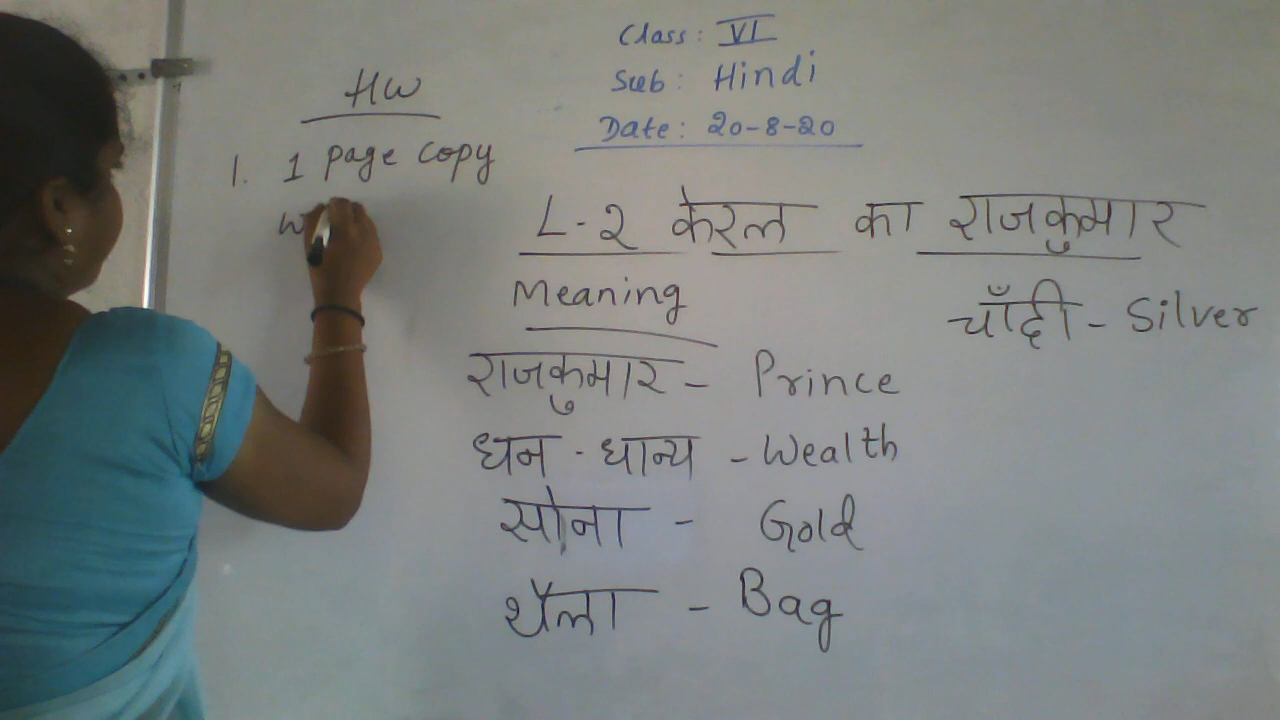 Class: VI
Sub: Hindi
Date: 20-8-20
HW
1. 1 page copy
L-2 केरल का राजकुमार
Meaning
राजकुमार - Prince
धन - धान्य - Wealth
सोना - Gold
थैला - Bag
चाँदी - Silver